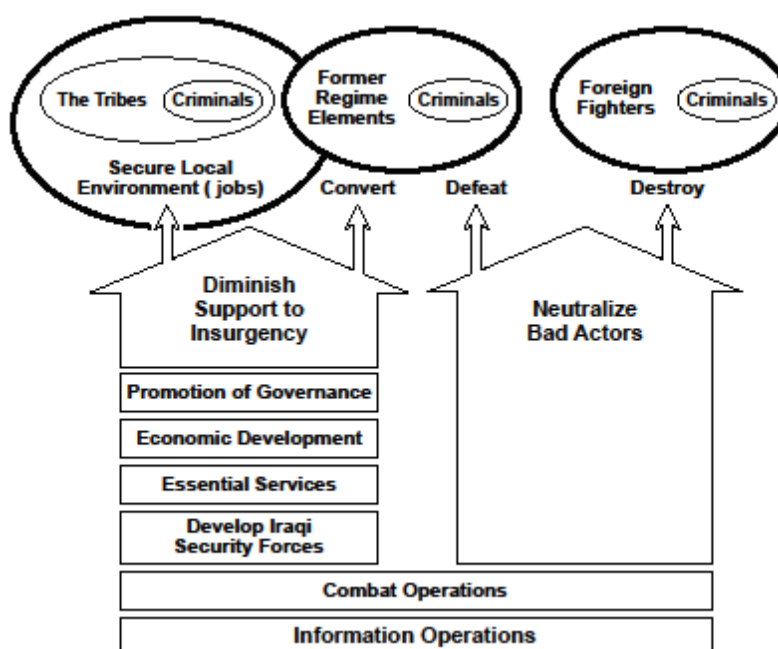 The Tribes
Criminals
Secure Local
Environment ( jobs)
Former
Regime
Elements
Criminals
Foreign
Fighters
Criminals
Convert
Defeat
Destroy
Diminish
Support to
Insurgency
Neutralize
Bad Actors
Promotion of Governance
Economic Development
Essential Services
Develop Iraqi
Security Forces
Combat Operations
Information Operations